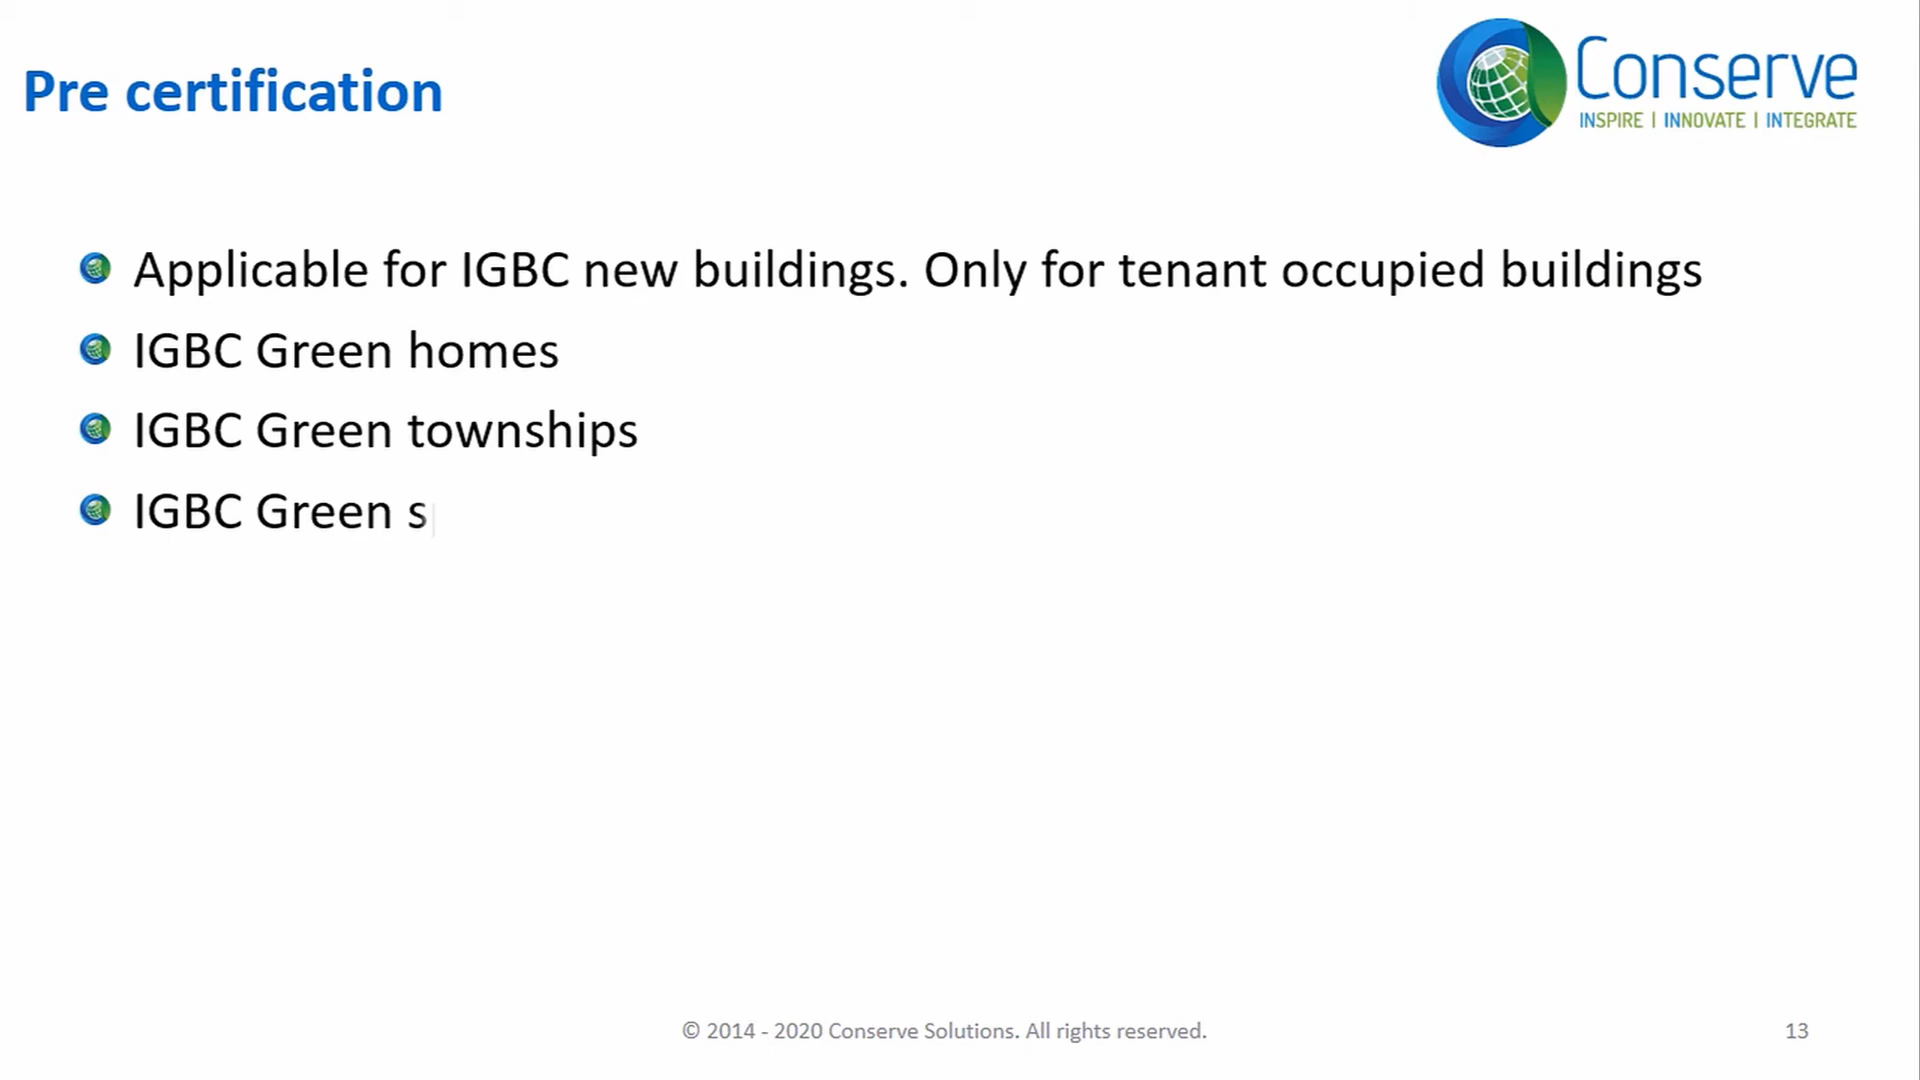 Pre certification
Conserve
INSPIRE | INNOVATE | INTEGRATE
Applicable for IGBC new buildings. Only for tenant occupied buildings
IGBC Green homes
IGBC Green townships
IGBC Green
© 2014 - 2020 Conserve Solutions. All rights reserved.
13